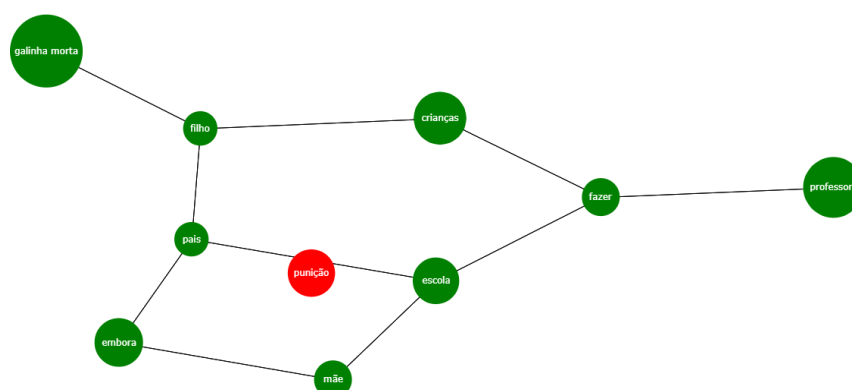 galinha morta
crianças
filho
professor
fazer
pais
punição
escola
embora
mãe